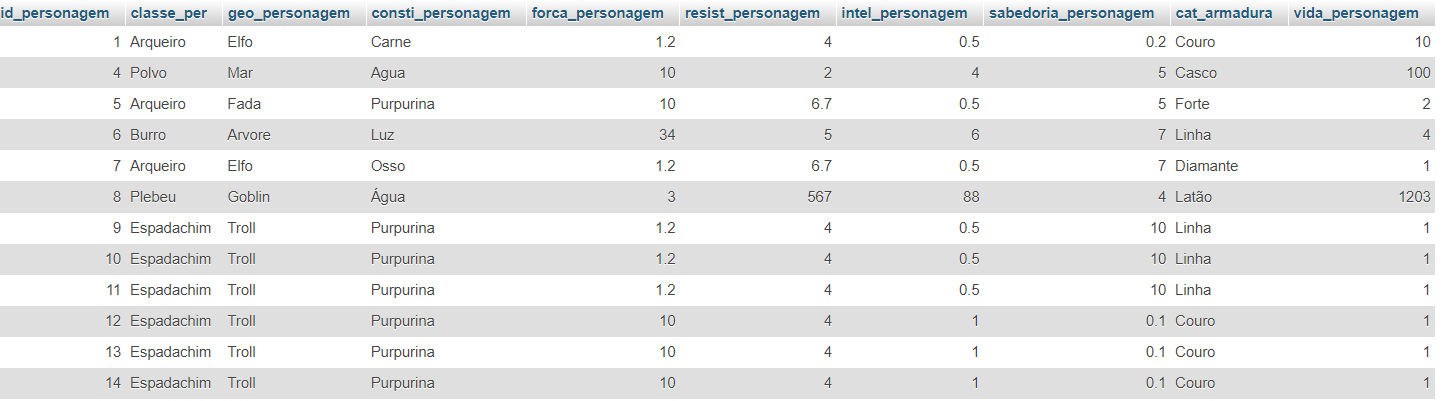 id_personagem classe_per geo_personagem consti_personagem forca_personagem resist_personagem intel_personagem sabedoria_personagem cat_armadura vida_personagem
1 Arqueiro Elfo Carne 1.2 4 0.5 0.2 Couro 10
4 Polvo Mar Agua 10 2 4 5 Casco 100
5 Arqueiro Fada Purpurina 10 6.7 0.5 5 Forte 2
6 Burro Arvore Luz 34 5 6 7 Linha 4
7 Arqueiro Elfo Osso 1.2 6.7 0.5 7 Diamante 1
8 Plebeu Goblin Água 3 567 88 4 Latão 1203
9 Espadachim Troll Purpurina 1.2 4 0.5 10 Linha 1
10 Espadachim Troll Purpurina 1.2 4 0.5 10 Linha 1
11 Espadachim Troll Purpurina 1.2 4 0.5 10 Linha 1
12 Espadachim Troll Purpurina 10 4 1 0.1 Couro 1
13 Espadachim Troll Purpurina 10 4 1 0.1 Couro 1
14 Espadachim Troll Purpurina 10 4 1 0.1 Couro 1